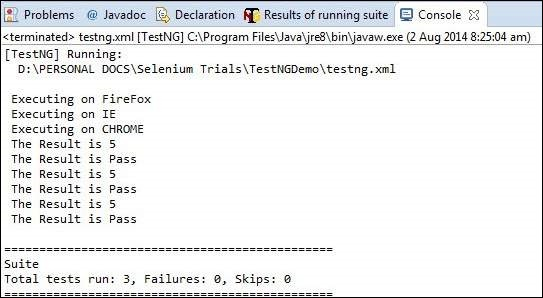 Problems @ Javadoc Declaration Results of running suite Console
<terminated> testng.xml [TestNG] C:\Program Files\Java\jre8\bin\javaw.exe (2 Aug 2014 8:25:04 am)
[TestNG] Running:
D:\PERSONAL DOCS\Selenium Trials\TestNGDemo\testng.xml
Executing on FireFox
Executing on IE
Executing on CHROME
The Result is 5
The Result is Pass
The Result is 5
The Result is Pass
The Result is 5
The Result is Pass
===============================================
Suite
Total tests run: 3, Failures: 0, Skips: 0
===============================================